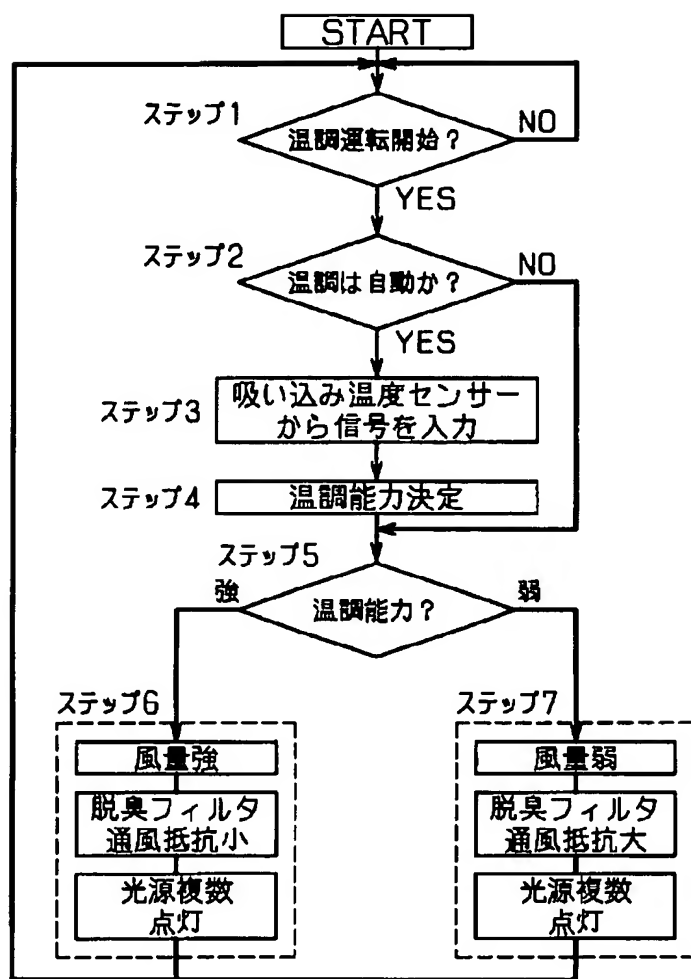 START
ステップ1
温調運転開始?
NO
YES
ステップ2
温調は自動か?
NO
YES
ステップ3
吸い込み温度センサー
から信号を入力
ステップ4
温調能力決定
ステップ5
強
温調能力?
弱
ステップ6
風量強
脱臭フィルタ
通風抵抗小
光源複数
点灯
ステップ7
風量弱
脱臭フィルタ
通風抵抗大
光源複数
点灯